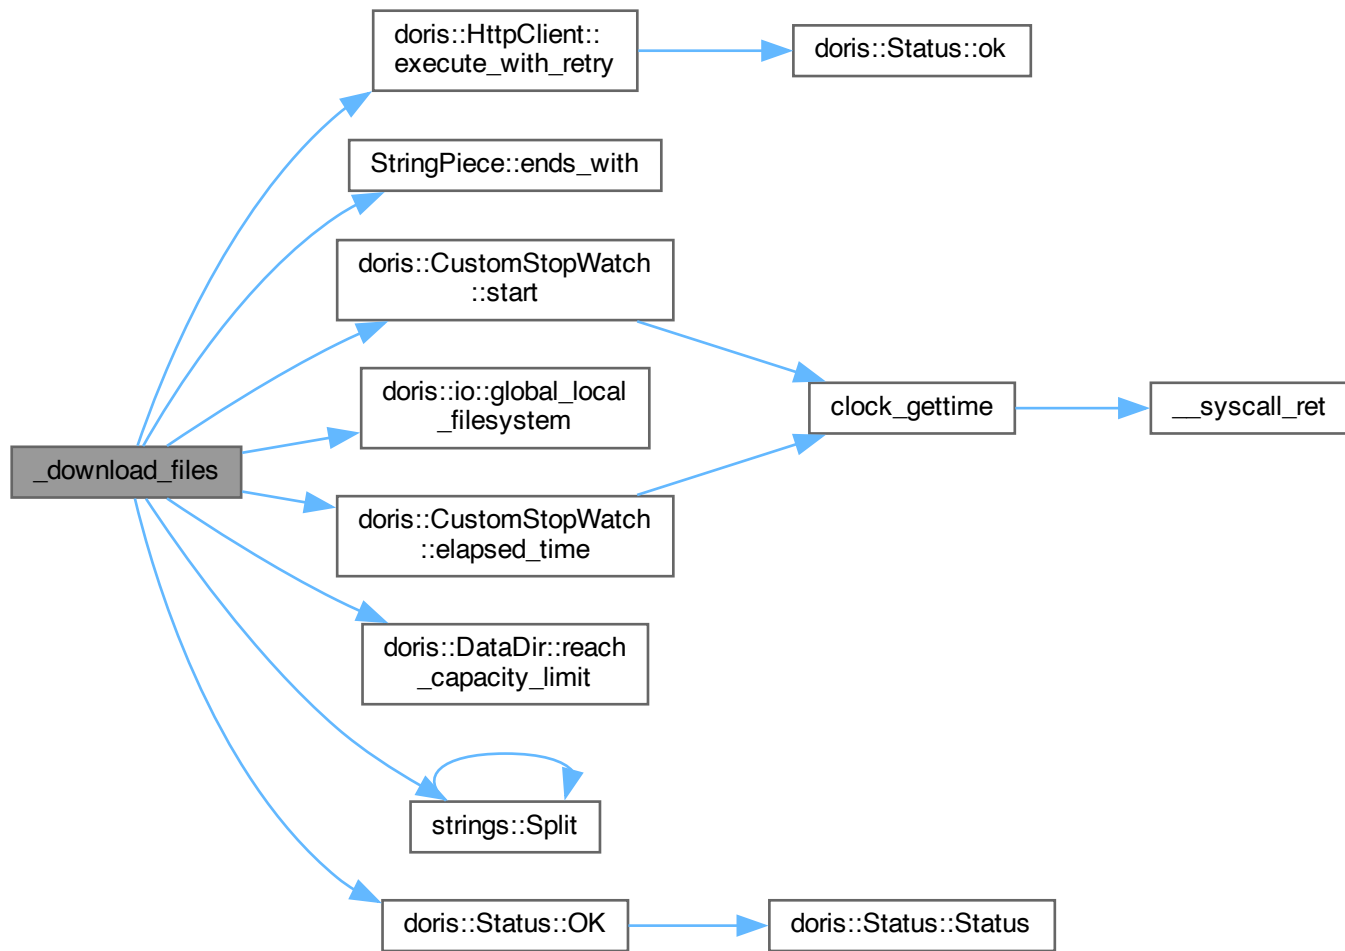 doris::HttpClient::
execute_with_retry
doris::Status::ok
StringPiece::ends_with
doris::CustomStopWatch
::start
doris::io::global_local
_filesystem
clock_gettime
__syscall_ret
_download_files
doris::CustomStopWatch
::elapsed_time
doris::DataDir::reach
_capacity_limit
strings::Split
doris::Status::OK
doris::Status::Status